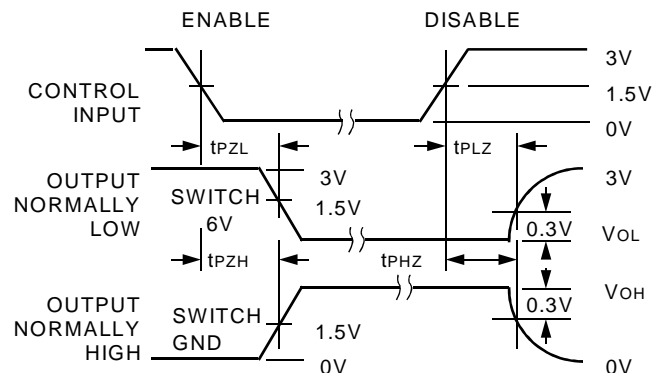 ENABLE DISABLE
3V
CONTROL INPUT
1.5V
0V
tPZL tPLZ
OUTPUT NORMALLY LOW
SWITCH 6V
3V
1.5V
3V
0.3V
VOL
tPZH tPHZ
OUTPUT NORMALLY HIGH
SWITCH GND
1.5V
0V
0.3V
VOH
0V